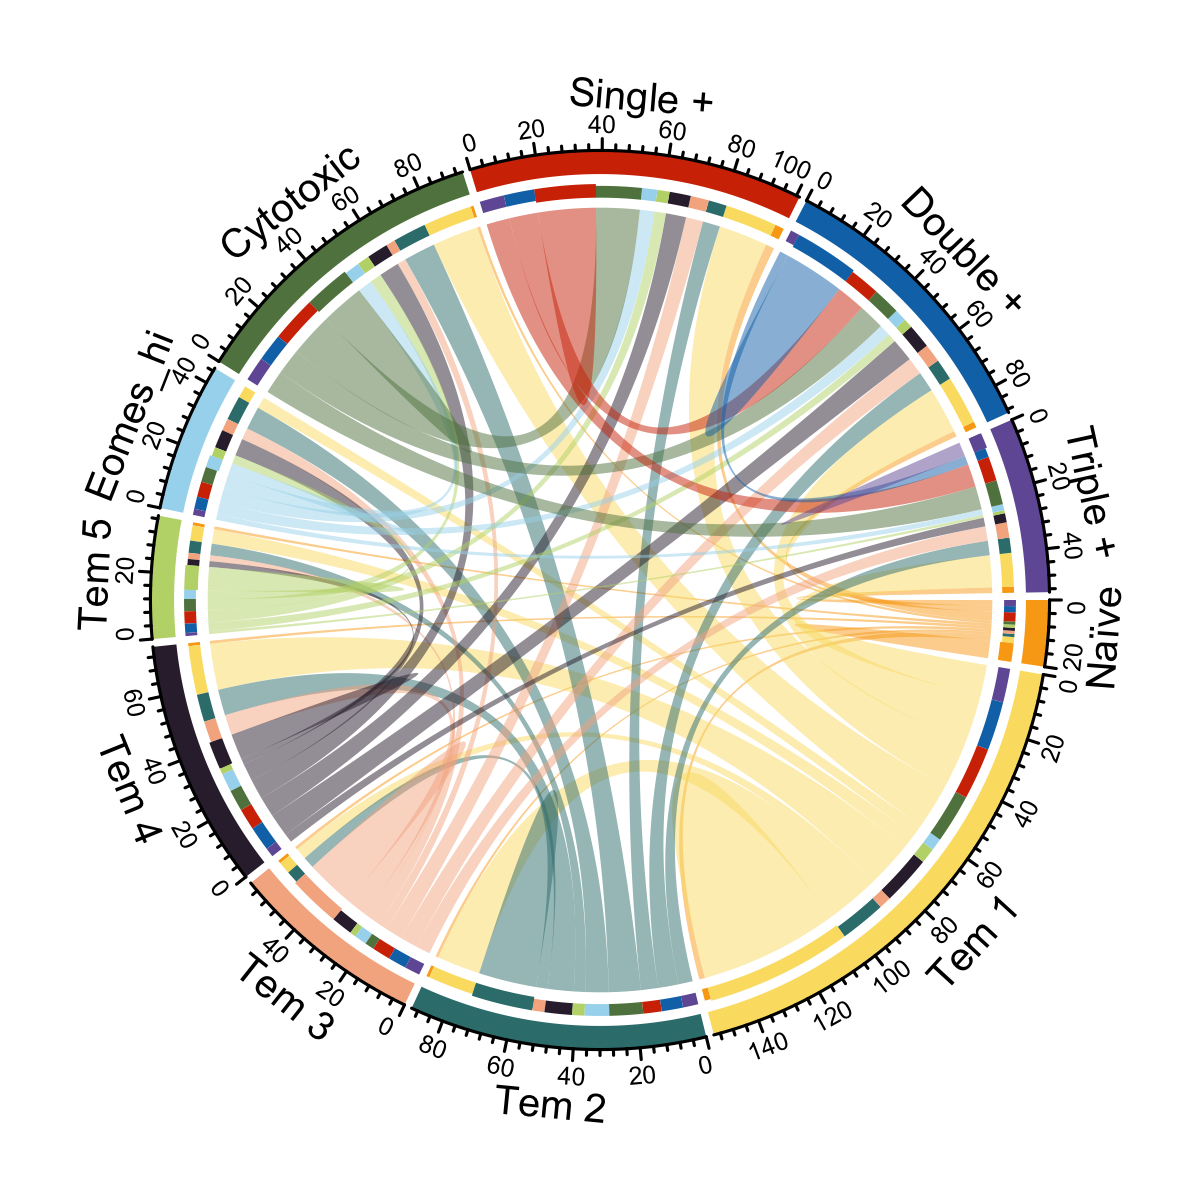 Single +
0 20 40 60 80 100
Double +
0 20 40 60 80
Triple +
0 20 40
Naïve
0 20
Tem 1
0 20 40 60 80 100 120 140
Tem 2
0 20 40 60 80
Tem 3
0 20 40
Tem 4
0 20 40 60
Tem 5
0 20
Eomes_hi
0 20 40
Cytotoxic
0 20 40 60 80